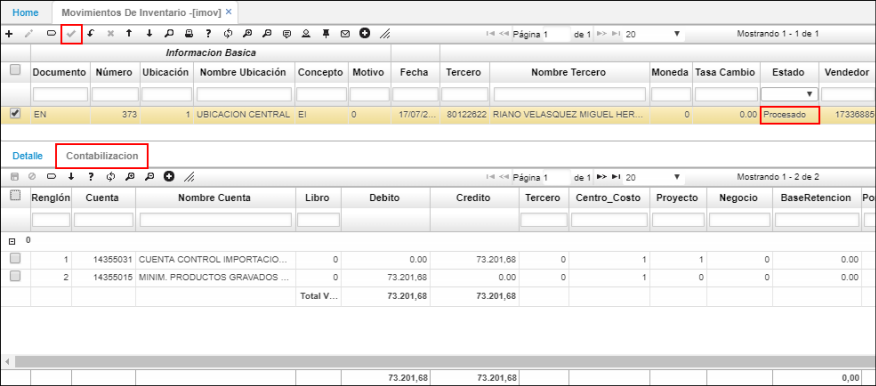 Home Movimientos De Inventario -[imov] ×
Página 1 de 1 20 Mostrando 1 - 1 de 1
Informacion Basica
Documento Número Ubicación Nombre Ubicación Concepto Motivo Fecha Tercero Nombre Tercero Moneda Tasa Cambio Estado Vendedor
EN 373 1 UBICACION CENTRAL EI 0 17/07/2... 80122622 RIANO VELASQUEZ MIGUEL HER... 0 0.00 Procesado 17336885
Detalle Contabilizacion
Página 1 de 1 20 Mostrando 1 - 2 de 2
Renglón Cuenta Nombre Cuenta Libro Debito Credito Tercero Centro_Costo Proyecto Negocio BaseRetencion Po
0
1 14355031 CUENTA CONTROL IMPORTACIO... 0 0.00 73.201,68 0 1 1 0 0.00
2 14355015 MINIM. PRODUCTOS GRAVADOS ... 0 73.201,68 0.00 0 1 0 0 0.00
Total V... 73.201,68 73.201,68
73.201,68 73.201,68 0,00